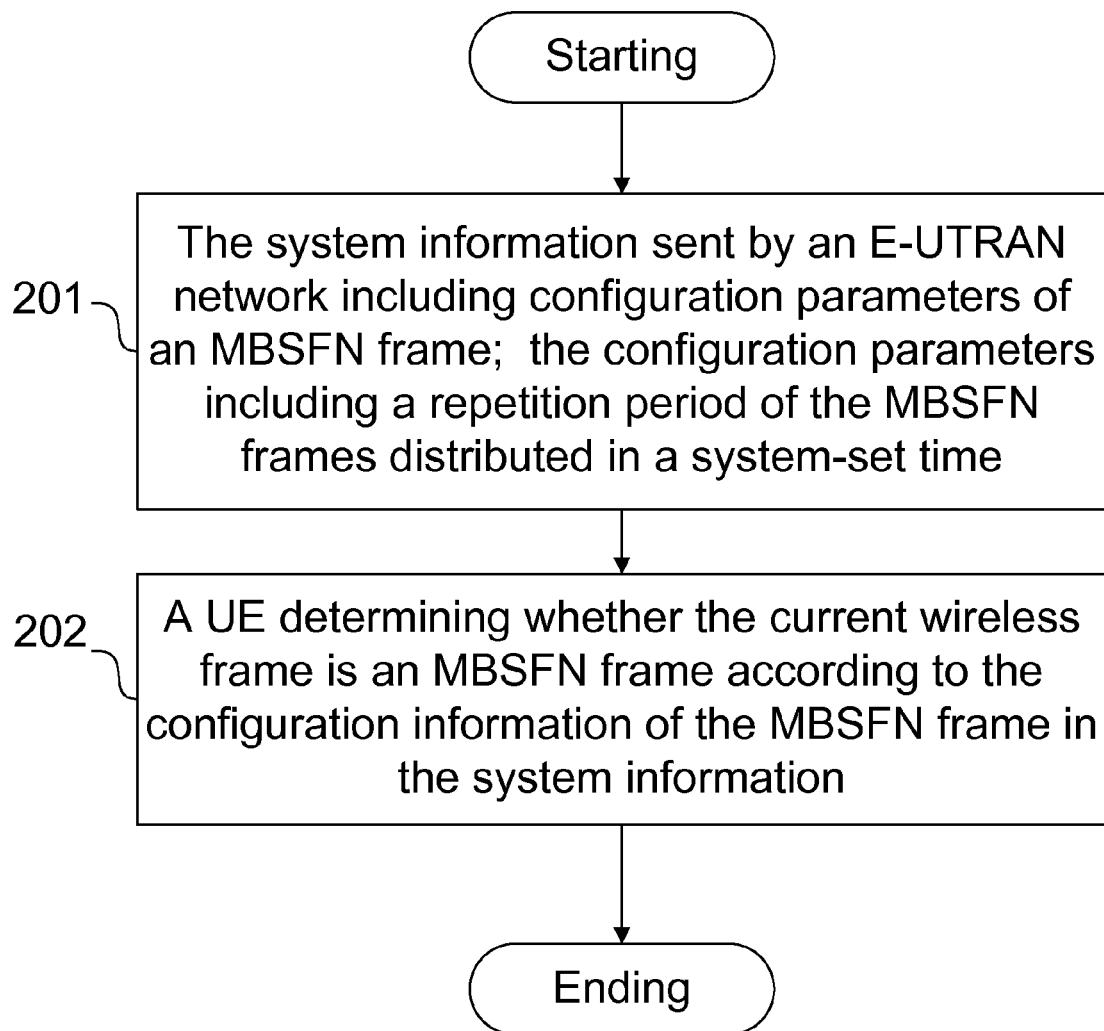 Starting
201
The system information sent by an E-UTRAN
network including configuration parameters of
an MBSFN frame; the configuration parameters
including a repetition period of the MBSFN
frames distributed in a system-set time
202
A UE determining whether the current wireless
frame is an MBSFN frame according to the
configuration information of the MBSFN frame in
the system information
Ending